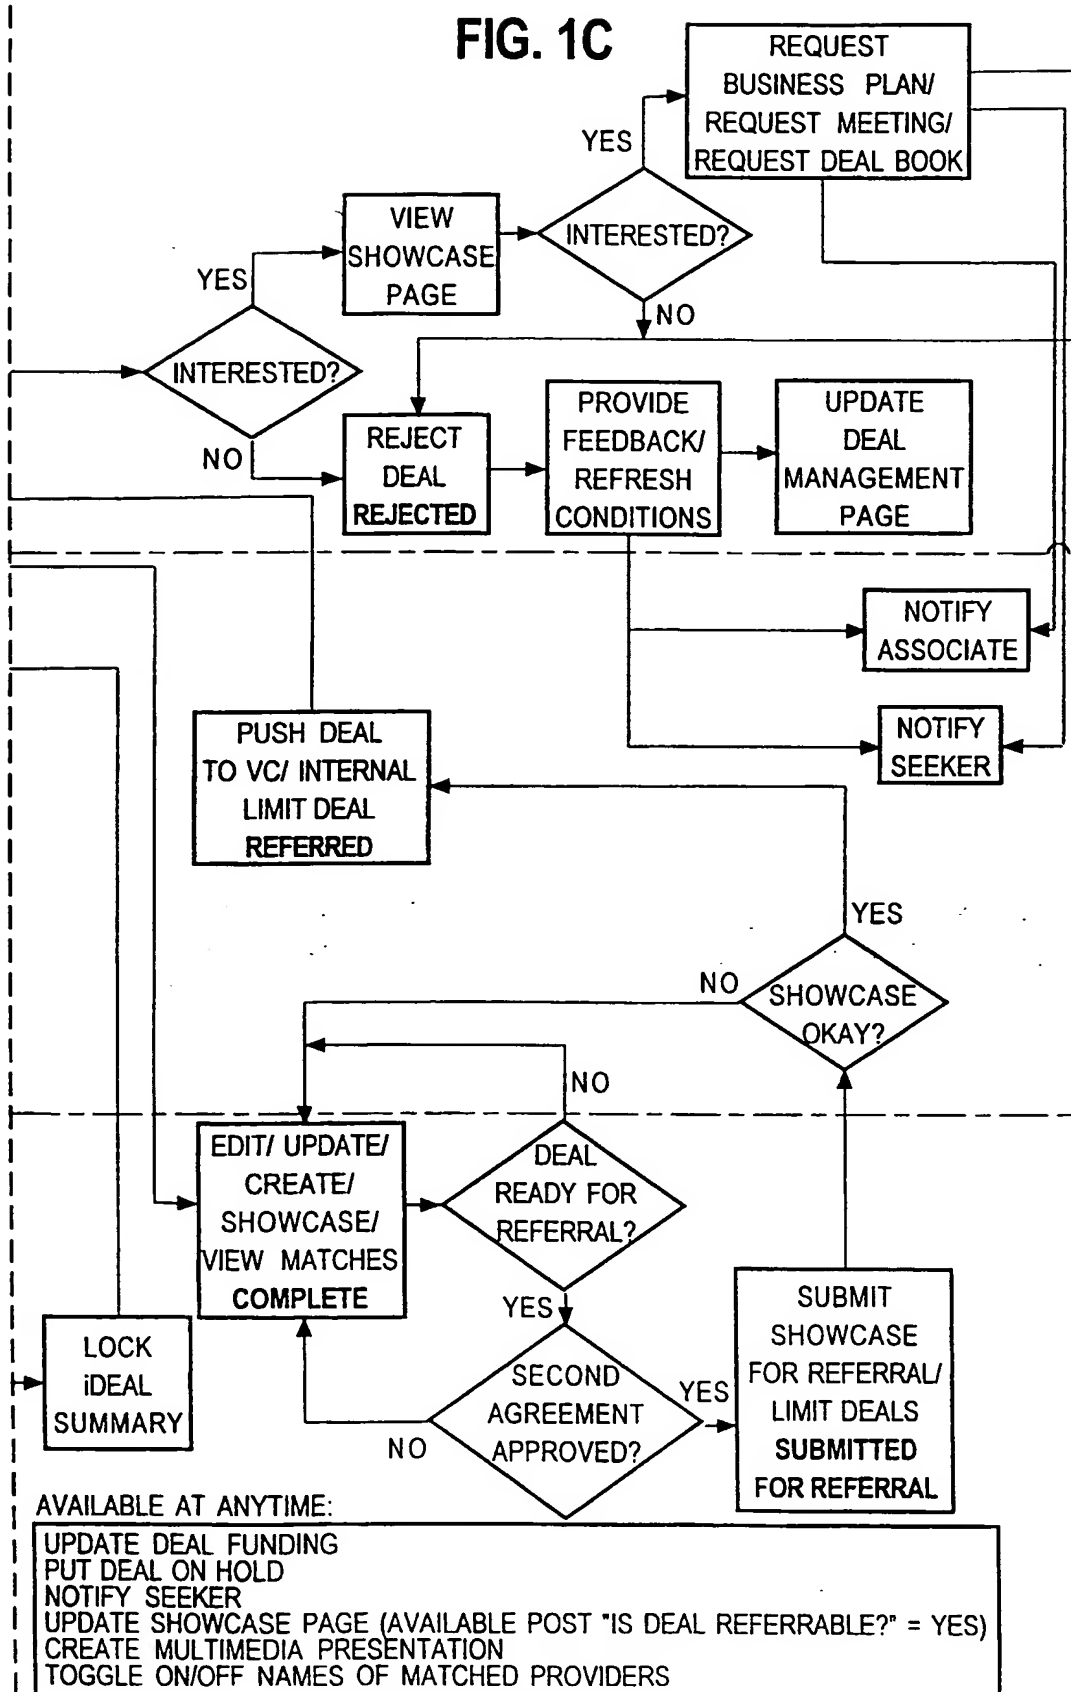 FIG. 1C
REQUEST
BUSINESS PLAN/
REQUEST MEETING/
REQUEST DEAL BOOK
YES
VIEW
SHOWCASE
PAGE
INTERESTED?
YES
NO
INTERESTED?
NO
REJECT
DEAL
REJECTED
PROVIDE
FEEDBACK/
REFRESH
CONDITIONS
UPDATE
DEAL
MANAGEMENT
PAGE
NOTIFY
ASSOCIATE
NOTIFY
SEEKER
PUSH DEAL
TO VC/ INTERNAL
LIMIT DEAL
REFERRED
YES
NO
SHOWCASE
OKAY?
NO
EDIT/ UPDATE/
CREATE/
SHOWCASE/
VIEW MATCHES
COMPLETE
DEAL
READY FOR
REFERRAL?
YES
LOCK
iDEAL
SUMMARY
SECOND
AGREEMENT
APPROVED?
NO
YES
SUBMIT
SHOWCASE
FOR REFERRAL/
LIMIT DEALS
SUBMITTED
FOR REFERRAL
AVAILABLE AT ANYTIME:
UPDATE DEAL FUNDING
PUT DEAL ON HOLD
NOTIFY SEEKER
UPDATE SHOWCASE PAGE (AVAILABLE POST "IS DEAL REFERRABLE?" = YES)
CREATE MULTIMEDIA PRESENTATION
TOGGLE ON/OFF NAMES OF MATCHED PROVIDERS